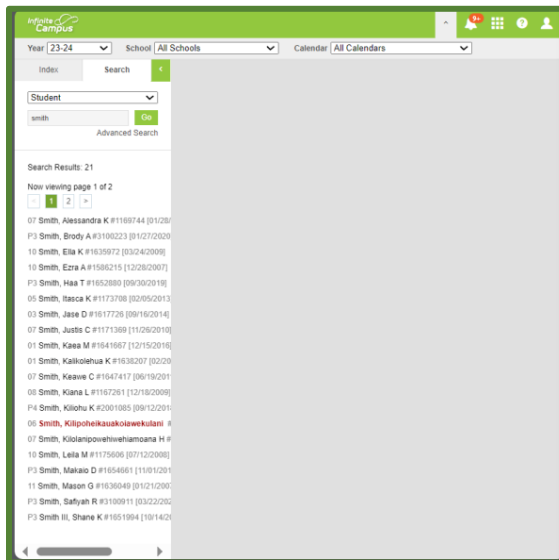 Infinite
Campus
9+
Year 23-24 School All Schools Calendar All Calendars
Index Search
Student
smith
Go
Advanced Search
Search Results: 21
Now viewing page 1 of 2
< 1 2 >
07 Smith, Alessandra K #1169744 [01/28/
P3 Smith, Brody A #3100223 [01/27/2020
10 Smith, Ella K #1635972 [03/24/2009]
10 Smith, Ezra A #1586215 [12/28/2007]
P3 Smith, Haa T #1652880 [09/30/2019]
05 Smith, Itasca K #1173708 [02/05/2013
03 Smith, Jase D #1617726 [09/16/2014]
07 Smith, Justis C #1171369 [11/26/2010]
01 Smith, Kaea M #1641667 [12/15/2016]
01 Smith, Kalikolehua K #1638207 [02/20
07 Smith, Keawe C #1647417 [06/19/201
08 Smith, Kiana L #1167261 [12/18/2009]
P4 Smith, Kiliohu K #2001085 [09/12/201
06 Smith, Kilipoheikauakoiawekulani #
07 Smith, Kilolanipowehiwehiamoana H #
10 Smith, Leila M #1175606 [07/12/2008]
P3 Smith, Makaio D #1654661 [11/01/201
11 Smith, Mason G #1636049 [01/21/200
P3 Smith, Safiyah R #3100911 [03/22/202
P3 Smith III, Shane K #1651994 [10/14/2